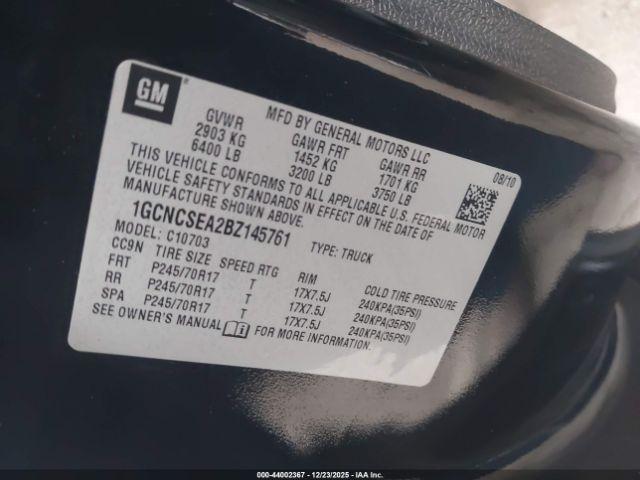 GM
MFD BY GENERAL MOTORS LLC
08/10
GVWR GAWR FRT GAWR RR
2903 KG 1452 KG 1701 KG
6400 LB 3200 LB 3750 LB
THIS VEHICLE CONFORMS TO ALL APPLICABLE U.S. FEDERAL MOTOR
VEHICLE SAFETY STANDARDS IN EFFECT ON THE DATE OF
MANUFACTURE SHOWN ABOVE.
1GCNCSEA2BZ145761
TYPE: TRUCK
MODEL: C10703
CC9N TIRE SIZE SPEED RTG RIM COLD TIRE PRESSURE
FRT P245/70R17 T 17X7.5J 240KPA(35PSI)
RR P245/70R17 T 17X7.5J 240KPA(35PSI)
SPA P245/70R17 T 17X7.5J 240KPA(35PSI)
SEE OWNER'S MANUAL FOR MORE INFORMATION.
000-44002367 - 12/23/2025 - IAA Inc.